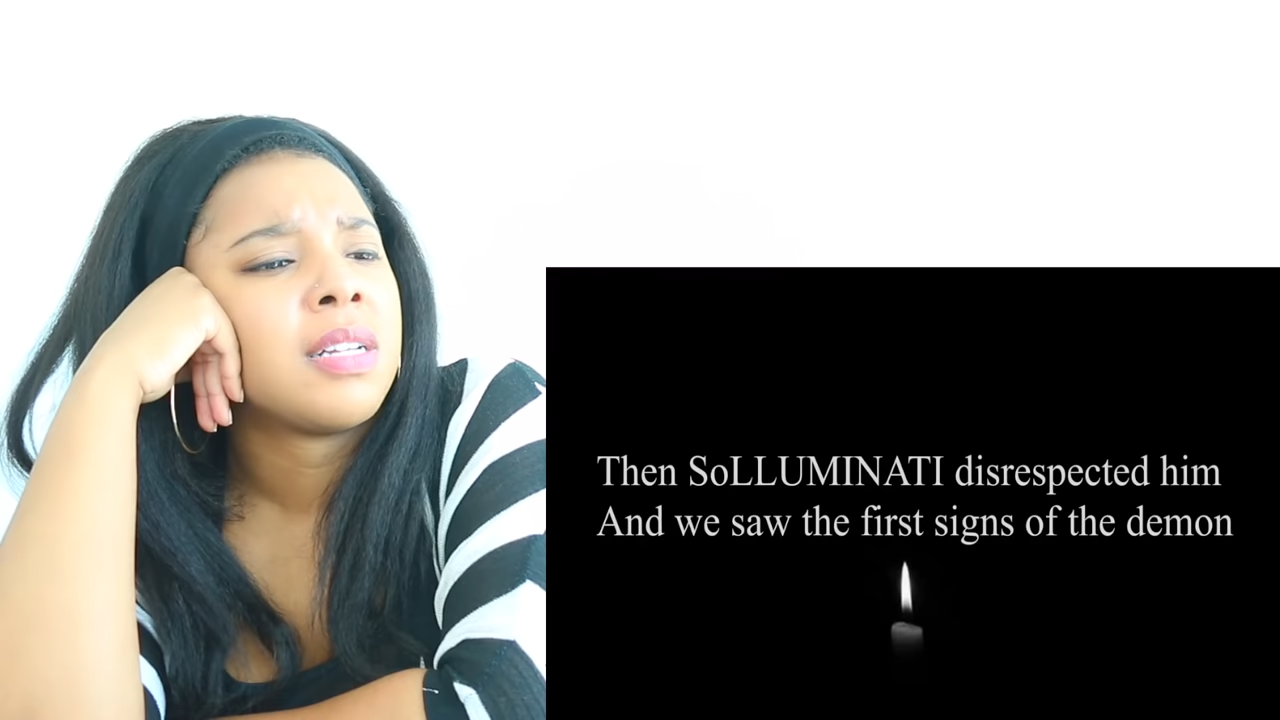 Then SoLLUMINATI disrespected him
And we saw the first signs of the demon